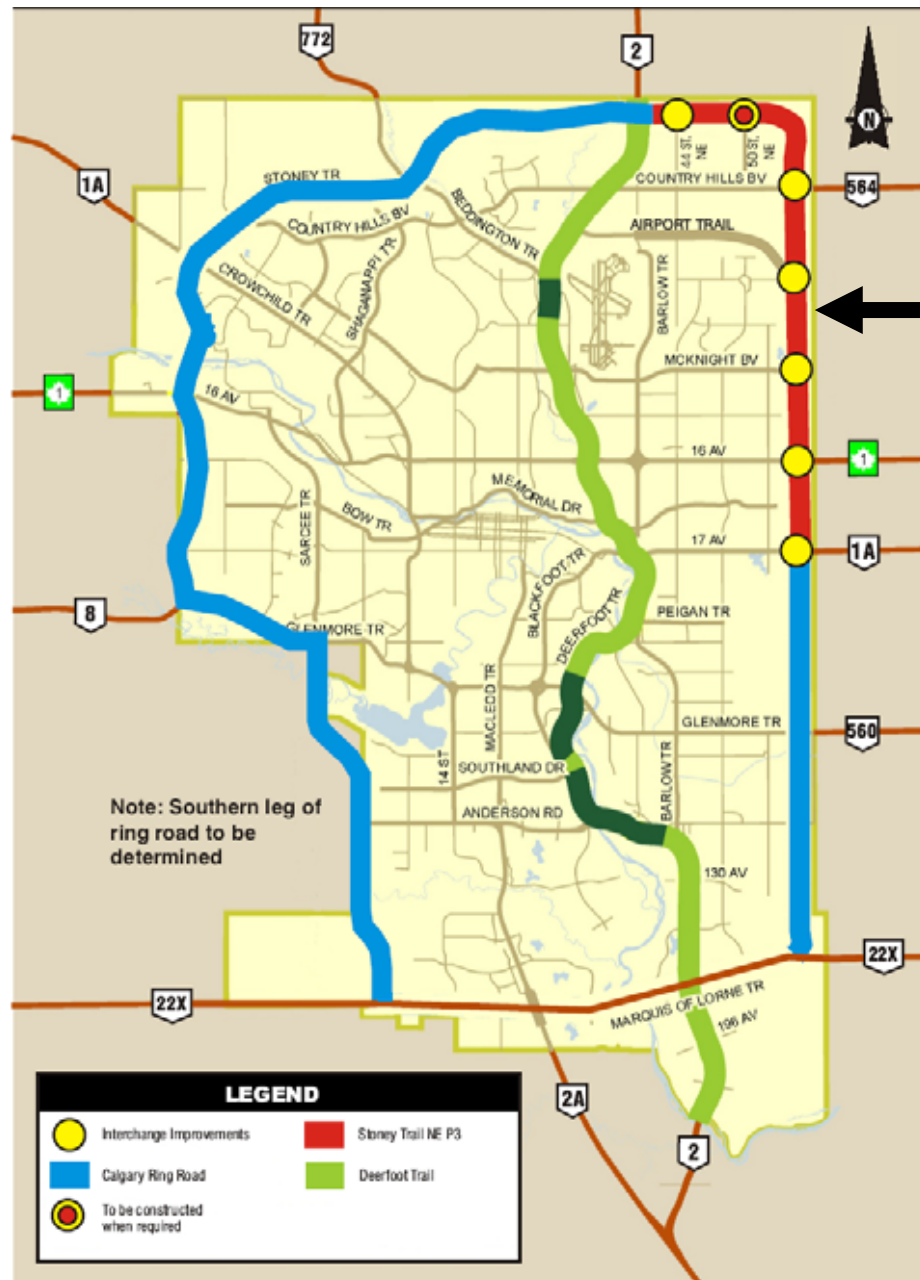 772
2
N
1A
44 ST. NE
50 ST. NE
STONEY TR
COUNTRY HILLS BV
564
BEDDINGTON TR
COUNTRY HILLS BV
AIRPORT TRAIL
SHAGANAPPI TR
CROWCHILD TR
BARLOW TR
MCKNIGHT BV
1
16 AV
16 AV
1
MEMORIAL DR
SARCEE TR
BOW TR
17 AV
1A
BLACKFOOT TR
8
DEERFOOT TR
PEIGAN TR
GLENMORE TR
MACLEOD TR
GLENMORE TR
560
14 ST
SOUTHLAND DR
BARLOW TR
Note: Southern leg of
ring road to be
determined
ANDERSON RD
130 AV
22X
22X
MARQUIS OF LORNE TR
196 AV
LEGEND
Interchange Improvements
Stoney Trail NE P3
Calgary Ring Road
Deerfoot Trail
To be constructed
when required
2A
2